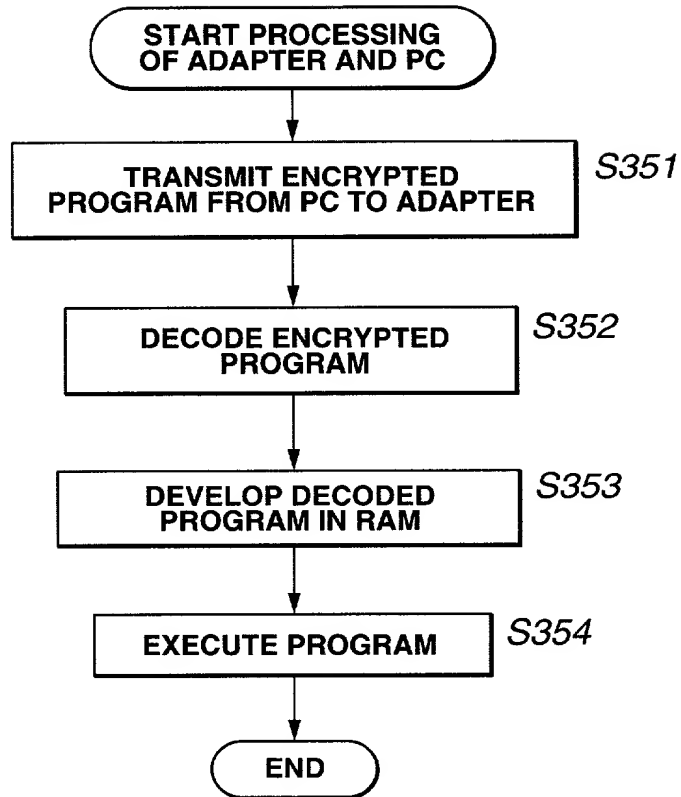 START PROCESSING
OF ADAPTER AND PC
TRANSMIT ENCRYPTED
PROGRAM FROM PC TO ADAPTER
S351
DECODE ENCRYPTED
PROGRAM
S352
DEVELOP DECODED
PROGRAM IN RAM
S353
EXECUTE PROGRAM
S354
END